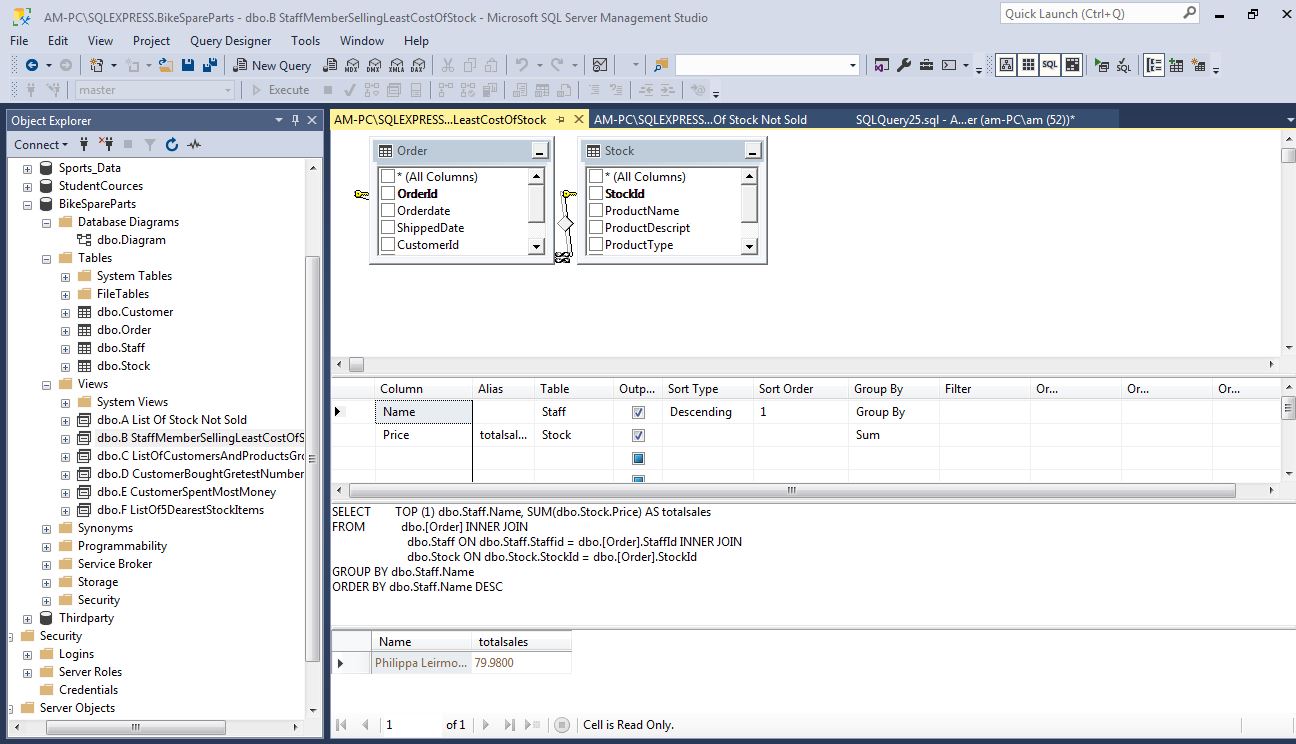 AM-PC\SQLEXPRESS.BikeSpareParts - dbo.B StaffMemberSellingLeastCostOfStock - Microsoft SQL Server Management Studio
Quick Launch (Ctrl+Q)
File Edit View Project Query Designer Tools Window Help
New Query MDX DMX XMLA DAX SQL SQL
master Execute
Object Explorer
Connect
Sports_Data
StudentCources
BikeSpareParts
Database Diagrams
dbo.Diagram
Tables
System Tables
FileTables
dbo.Customer
dbo.Order
dbo.Staff
dbo.Stock
Views
System Views
dbo.A List Of Stock Not Sold
dbo.B StaffMemberSellingLeastCostOfS
dbo.C ListOfCustomersAndProductsGro
dbo.D CustomerBoughtGretestNumber
dbo.E CustomerSpentMostMoney
dbo.F ListOf5DearestStockItems
Synonyms
Programmability
Service Broker
Storage
Security
Thirdparty
Security
Logins
Server Roles
Credentials
Server Objects
AM-PC\SQLEXPRESS...LeastCostOfStock AM-PC\SQLEXPRESS...Of Stock Not Sold SQLQuery25.sql - A...er (am-PC\am (52))*
Order
* (All Columns)
OrderId
Orderdate
ShippedDate
CustomerId
Stock
* (All Columns)
StockId
ProductName
ProductDescript
ProductType
Column Alias Table Outp... Sort Type Sort Order Group By Filter Or... Or... Or...
Name Staff Descending 1 Group By
Price totalsal... Stock Sum
SELECT TOP (1) dbo.Staff.Name, SUM(dbo.Stock.Price) AS totalsales
FROM dbo.[Order] INNER JOIN
dbo.Staff ON dbo.Staff.Staffid = dbo.[Order].StaffId INNER JOIN
dbo.Stock ON dbo.Stock.StockId = dbo.[Order].StockId
GROUP BY dbo.Staff.Name
ORDER BY dbo.Staff.Name DESC
Name totalsales
Philippa Leirmo... 79.9800
1 of 1 Cell is Read Only.